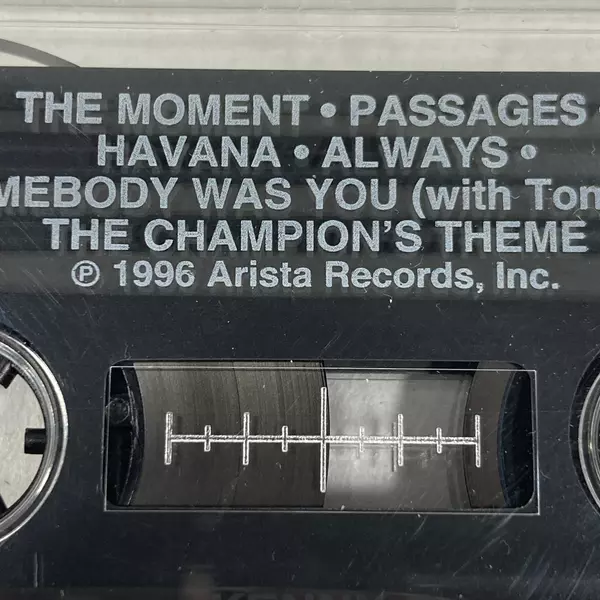 THE MOMENT • PASSAGES •
HAVANA • ALWAYS •
MEBODY WAS YOU (with Ton
THE CHAMPION'S THEME
℗ 1996 Arista Records, Inc.